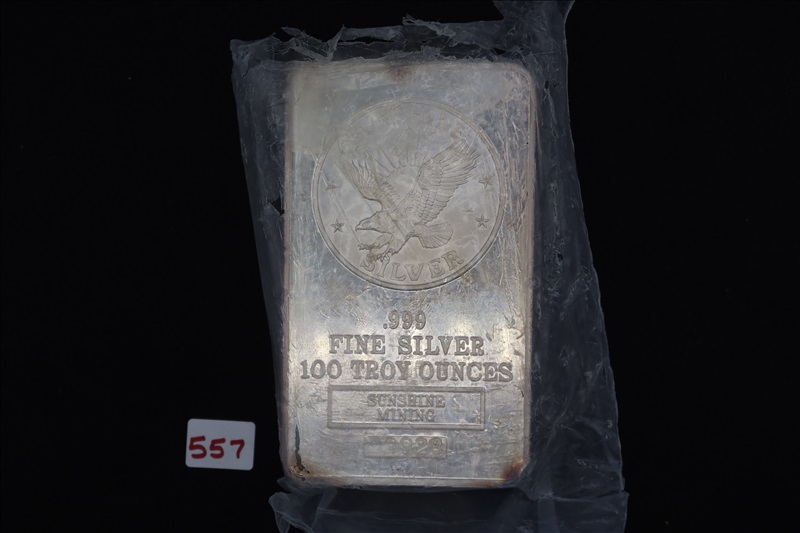 SILVER
.999
FINE SILVER
100 TROY OUNCES
SUNSHINE
MINING
557